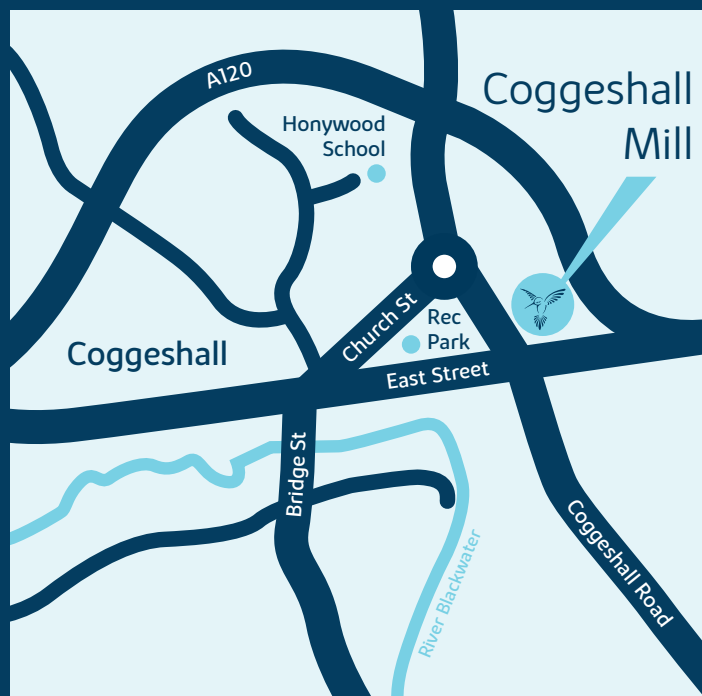 A120
Coggeshall
Mill
Honywood
School
Church St
Rec
Park
Coggeshall
East Street
Bridge St
Coggeshall Road
River Blackwater